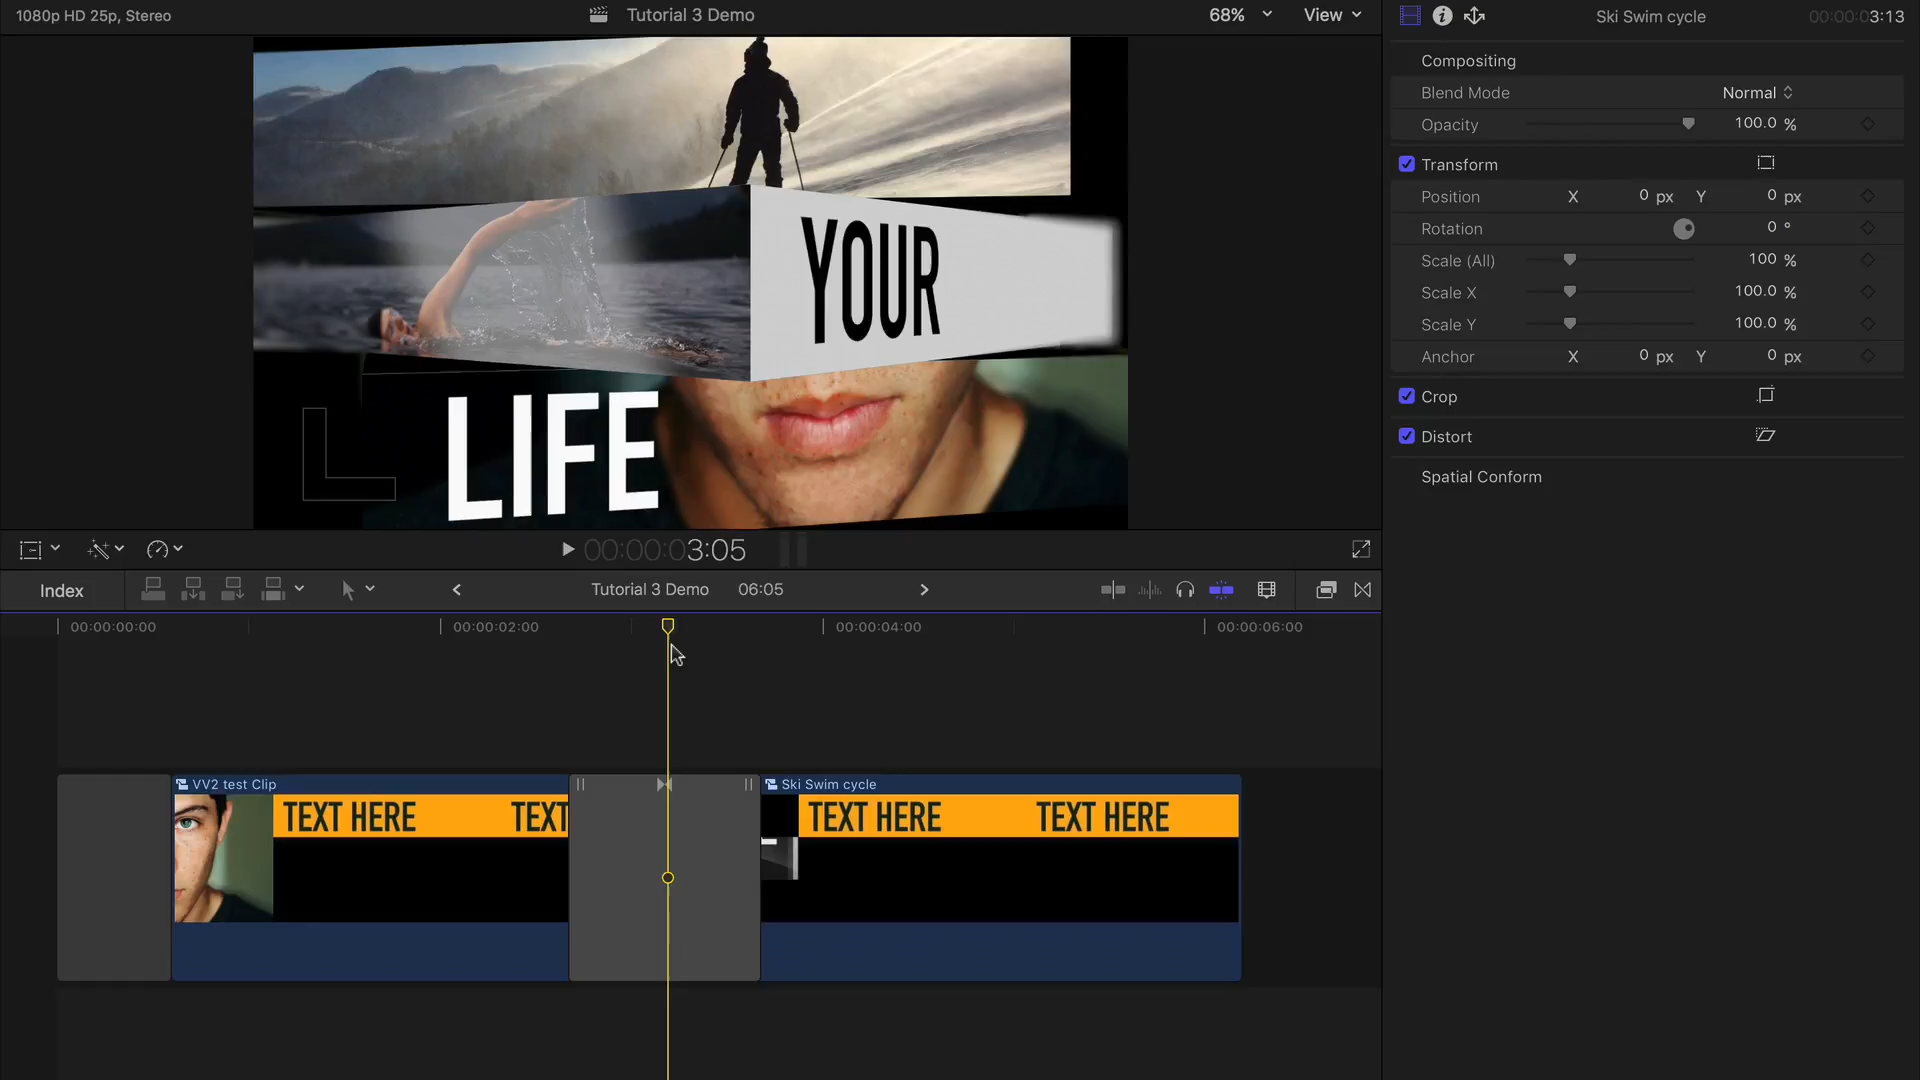 1080p HD 25p, Stereo
Tutorial 3 Demo
68%
View
Ski Swim cycle
00:00:03:13
YOUR
LIFE
Compositing
Blend Mode
Normal
Opacity
100.0 %
Transform
Position
X 0 px Y 0 px
Rotation
0 °
Scale (All)
100 %
Scale X
100.0 %
Scale Y
100.0 %
Anchor
X 0 px Y 0 px
Crop
Distort
Spatial Conform
00:00:03:05
Index
Tutorial 3 Demo
06:05
00:00:00:00
00:00:02:00
00:00:04:00
00:00:06:00
VV2 test Clip
TEXT HERE
TEXT
Ski Swim cycle
TEXT HERE
TEXT HERE